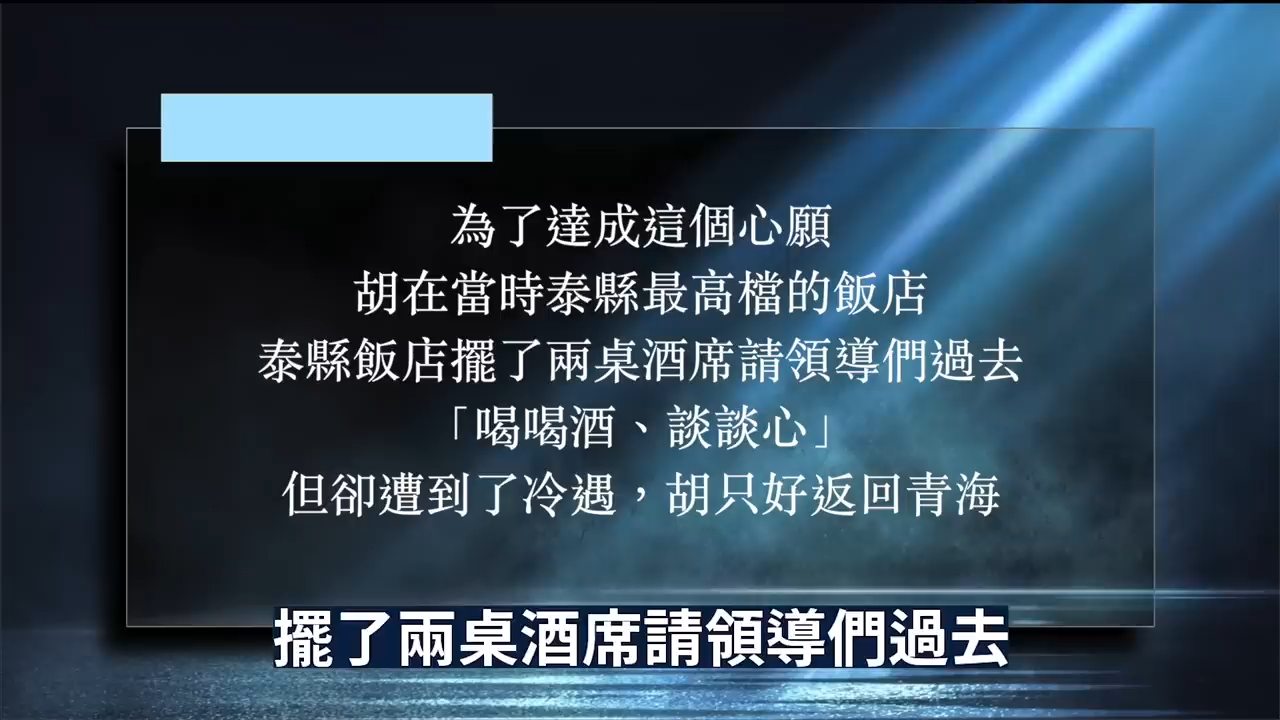 為了達成這個心願
胡在當時泰縣最高檔的飯店
泰縣飯店擺了兩桌酒席請領導們過去
「喝喝酒、談談心」
但卻遭到了冷遇，胡只好返回青海
擺了兩桌酒席請領導們過去